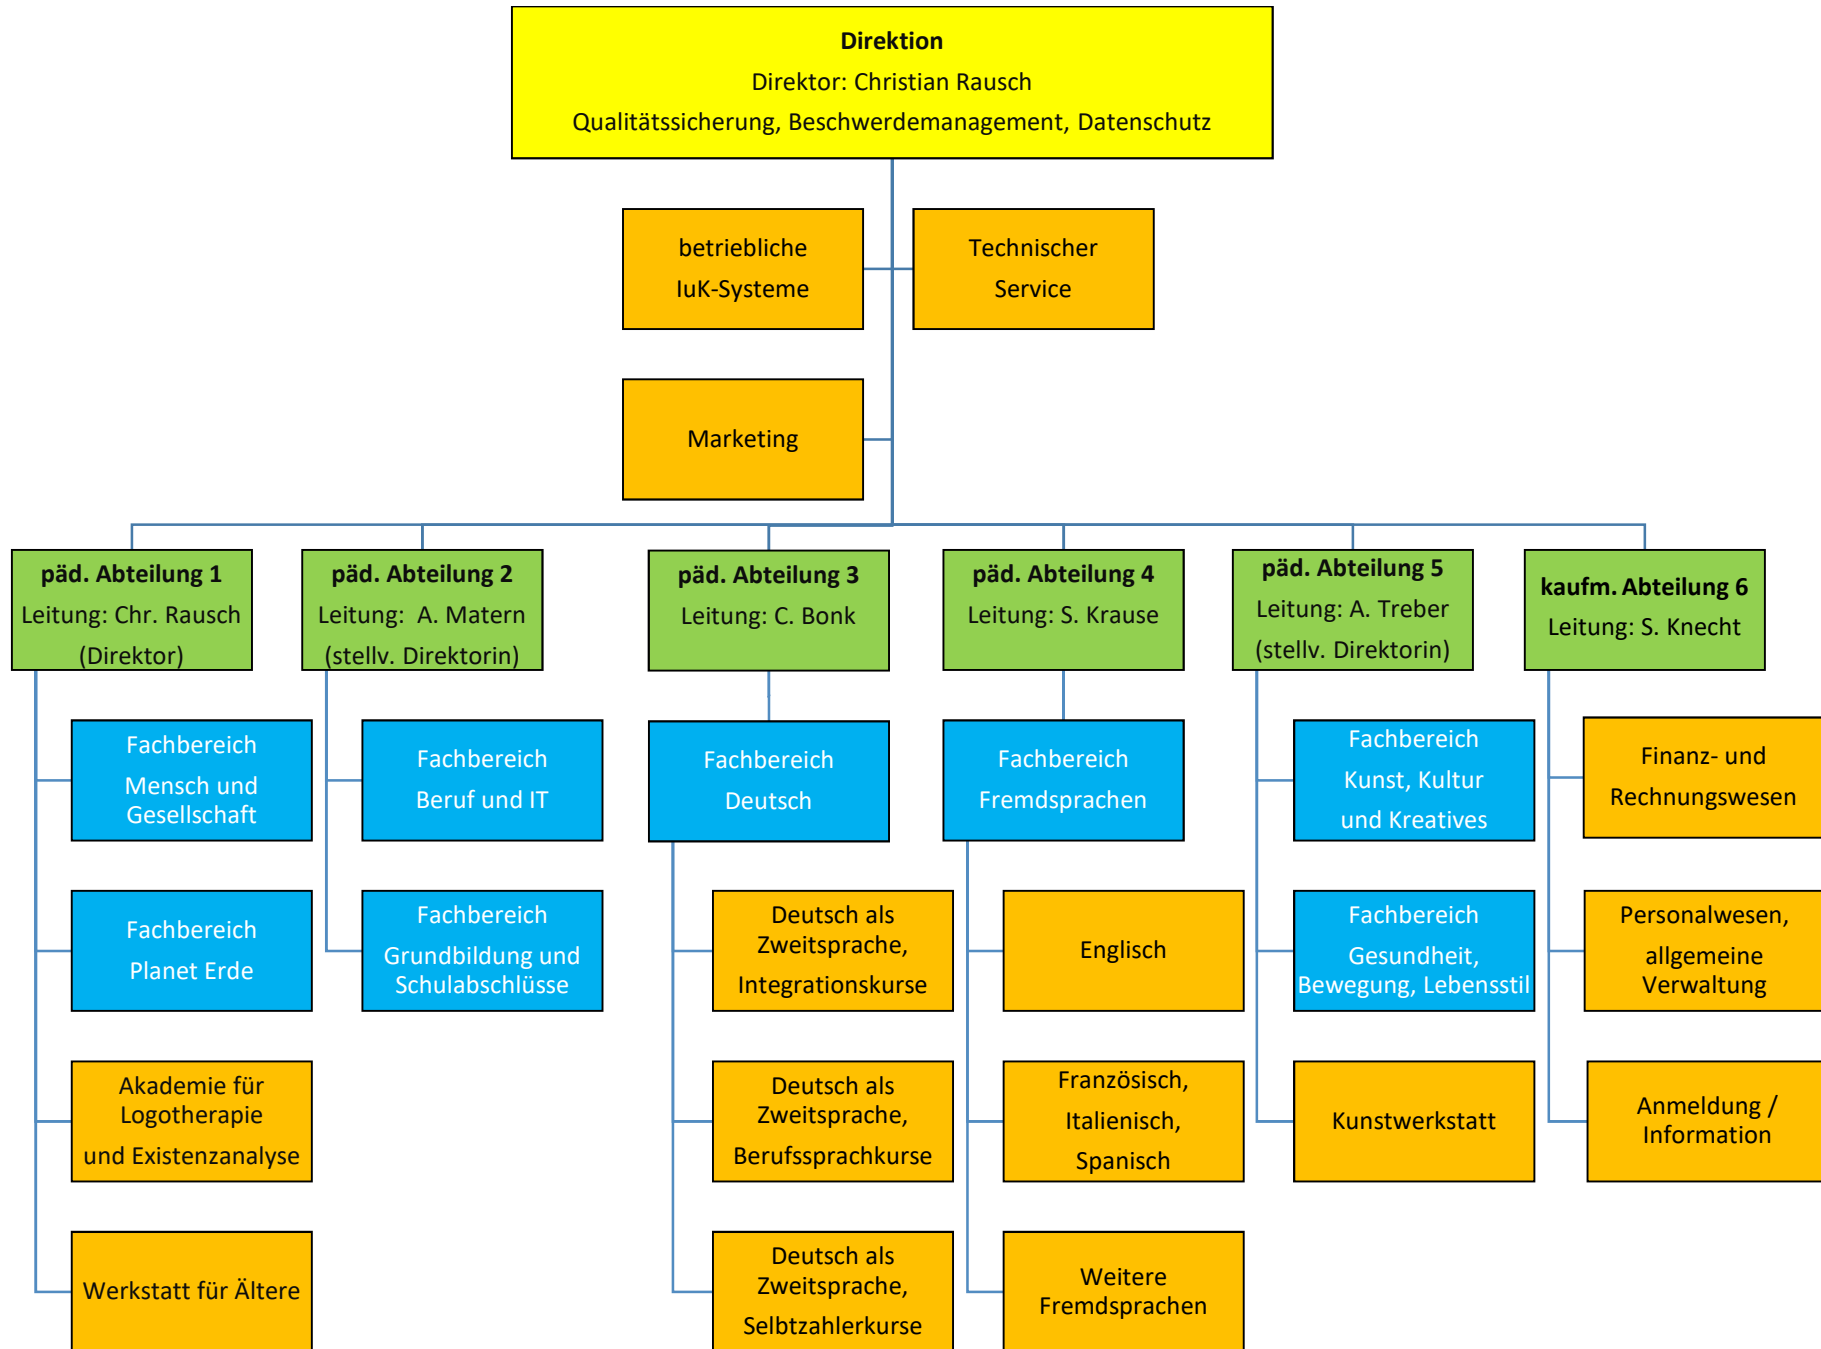 Direktion
Direktor: Christian Rausch
Qualitätssicherung, Beschwerdemanagement, Datenschutz
betriebliche
IuK-Systeme
Technischer
Service
Marketing
päd. Abteilung 1
Leitung: Chr. Rausch
(Direktor)
päd. Abteilung 2
Leitung:  A. Matern
(stellv. Direktorin)
päd. Abteilung 3
Leitung: C. Bonk
päd. Abteilung 4
Leitung: S. Krause
päd. Abteilung 5
Leitung: A. Treber
(stellv. Direktorin)
kaufm. Abteilung 6
Leitung: S. Knecht
Fachbereich
Mensch und
Gesellschaft
Fachbereich
Planet Erde
Akademie für
Logotherapie
und Existenzanalyse
Werkstatt für Ältere
Fachbereich
Beruf und IT
Fachbereich
Grundbildung und
Schulabschlüsse
Fachbereich
Deutsch
Deutsch als
Zweitsprache,
Integrationskurse
Deutsch als
Zweitsprache,
Berufssprachkurse
Deutsch als
Zweitsprache,
Selbtzahlerkurse
Fachbereich
Fremdsprachen
Englisch
Französisch,
Italienisch,
Spanisch
Weitere
Fremdsprachen
Fachbereich
Kunst, Kultur
und Kreatives
Fachbereich
Gesundheit,
Bewegung, Lebensstil
Kunstwerkstatt
Finanz- und
Rechnungswesen
Personalwesen,
allgemeine
Verwaltung
Anmeldung /
Information